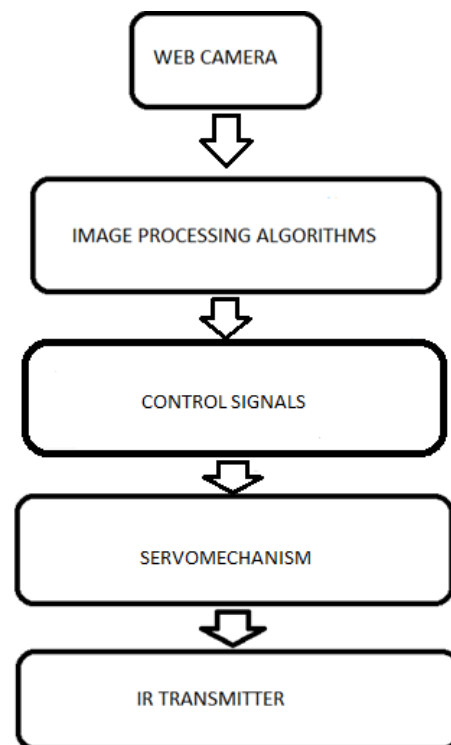 WEB CAMERA
IMAGE PROCESSING ALGORITHMS
CONTROL SIGNALS
SERVOMECHANISM
IR TRANSMITTER